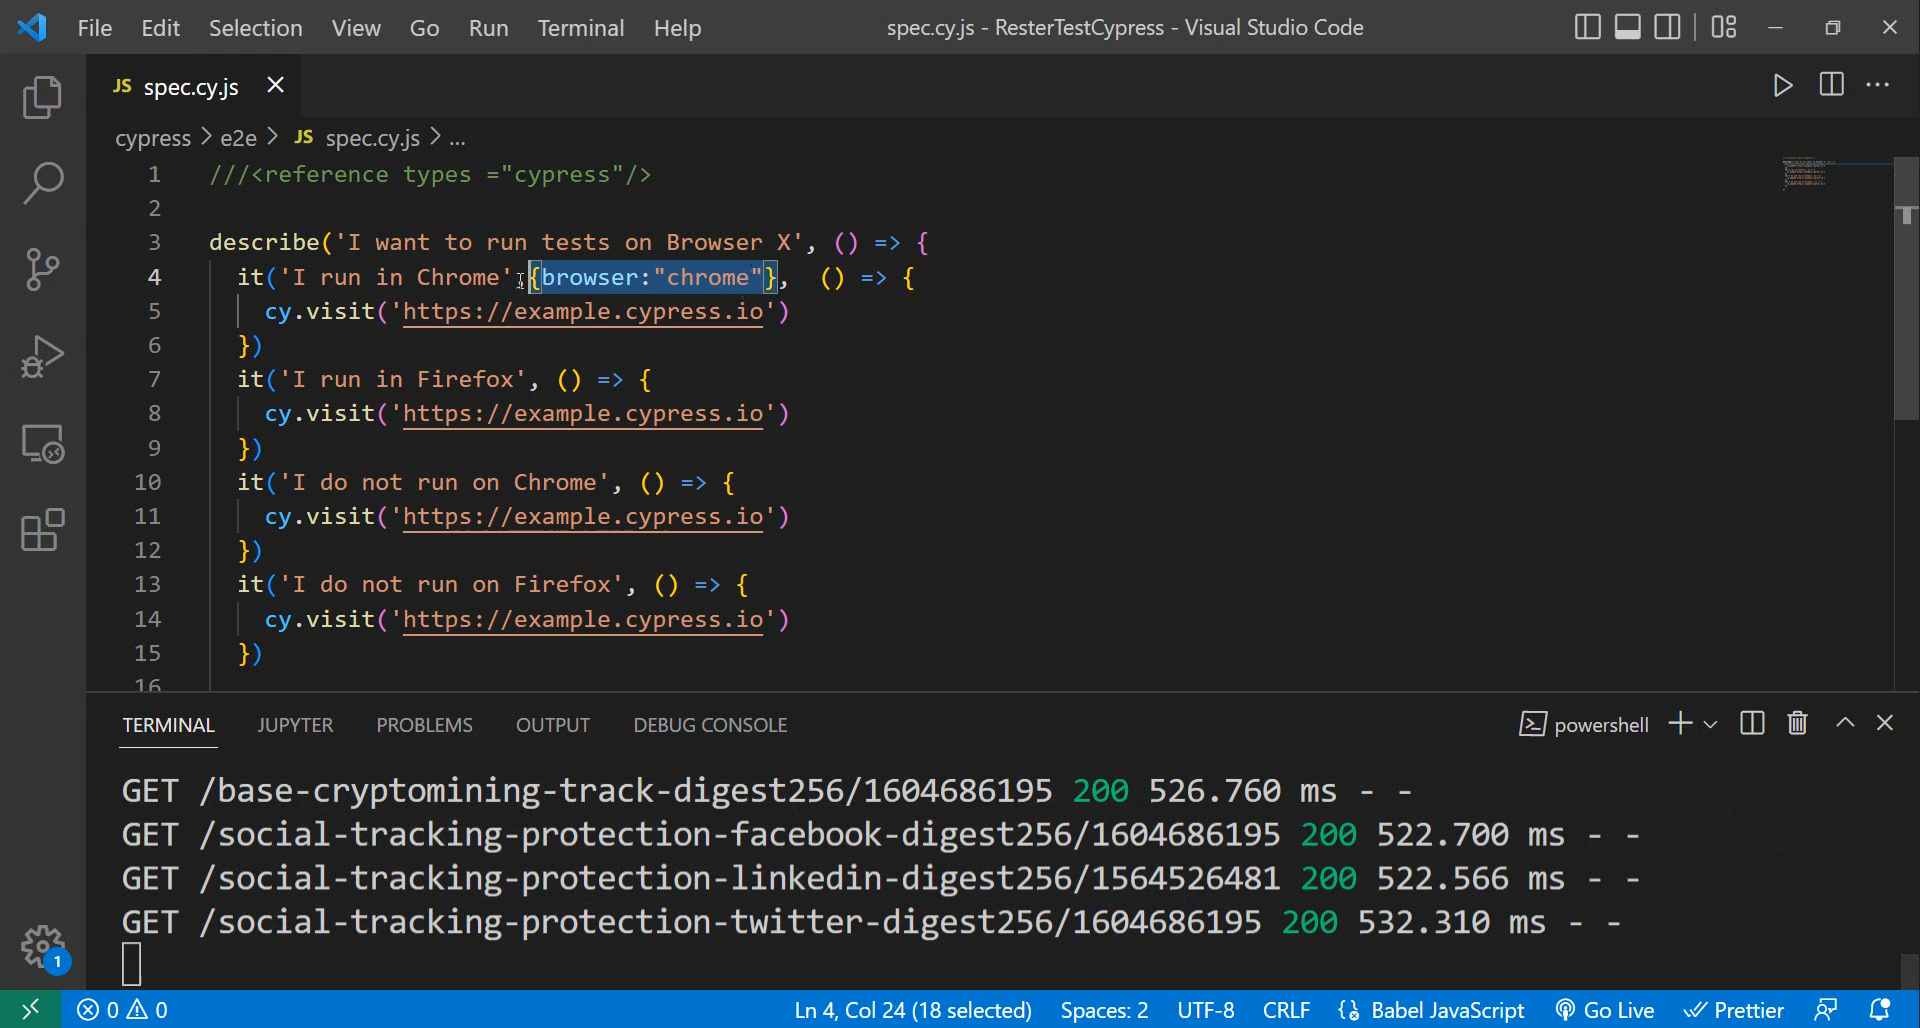 File Edit Selection View Go Run Terminal Help spec.cy.js - ResterTestCypress - Visual Studio Code
JS spec.cy.js
cypress > e2e > JS spec.cy.js > ...
1 ///<reference types ="cypress"/>
2
3 describe('I want to run tests on Browser X', () => {
4 it('I run in Chrome',{browser:"chrome"}, () => {
5 cy.visit('https://example.cypress.io')
6 })
7 it('I run in Firefox', () => {
8 cy.visit('https://example.cypress.io')
9 })
10 it('I do not run on Chrome', () => {
11 cy.visit('https://example.cypress.io')
12 })
13 it('I do not run on Firefox', () => {
14 cy.visit('https://example.cypress.io')
15 })
16
TERMINAL JUPYTER PROBLEMS OUTPUT DEBUG CONSOLE powershell
GET /base-cryptomining-track-digest256/1604686195 200 526.760 ms - -
GET /social-tracking-protection-facebook-digest256/1604686195 200 522.700 ms - -
GET /social-tracking-protection-linkedin-digest256/1564526481 200 522.566 ms - -
GET /social-tracking-protection-twitter-digest256/1604686195 200 532.310 ms - -
1
0 0 Ln 4, Col 24 (18 selected) Spaces: 2 UTF-8 CRLF Babel JavaScript Go Live Prettier